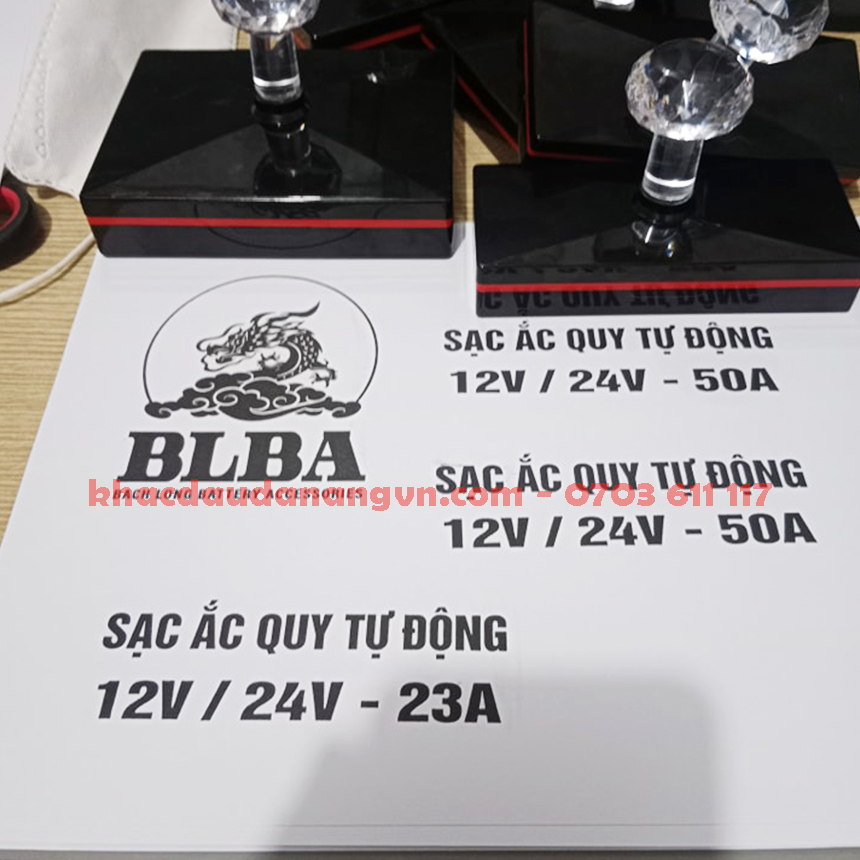 SẠC ẮC QUY TỰ ĐỘNG
12V / 24V - 50A
BLBA
BACH LONG BATTERY ACCESSORIES
SẠC ẮC QUY TỰ ĐỘNG
12V / 24V - 50A
khacdaudanangvn.com - 0703 611 117
SẠC ẮC QUY TỰ ĐỘNG
12V / 24V - 23A